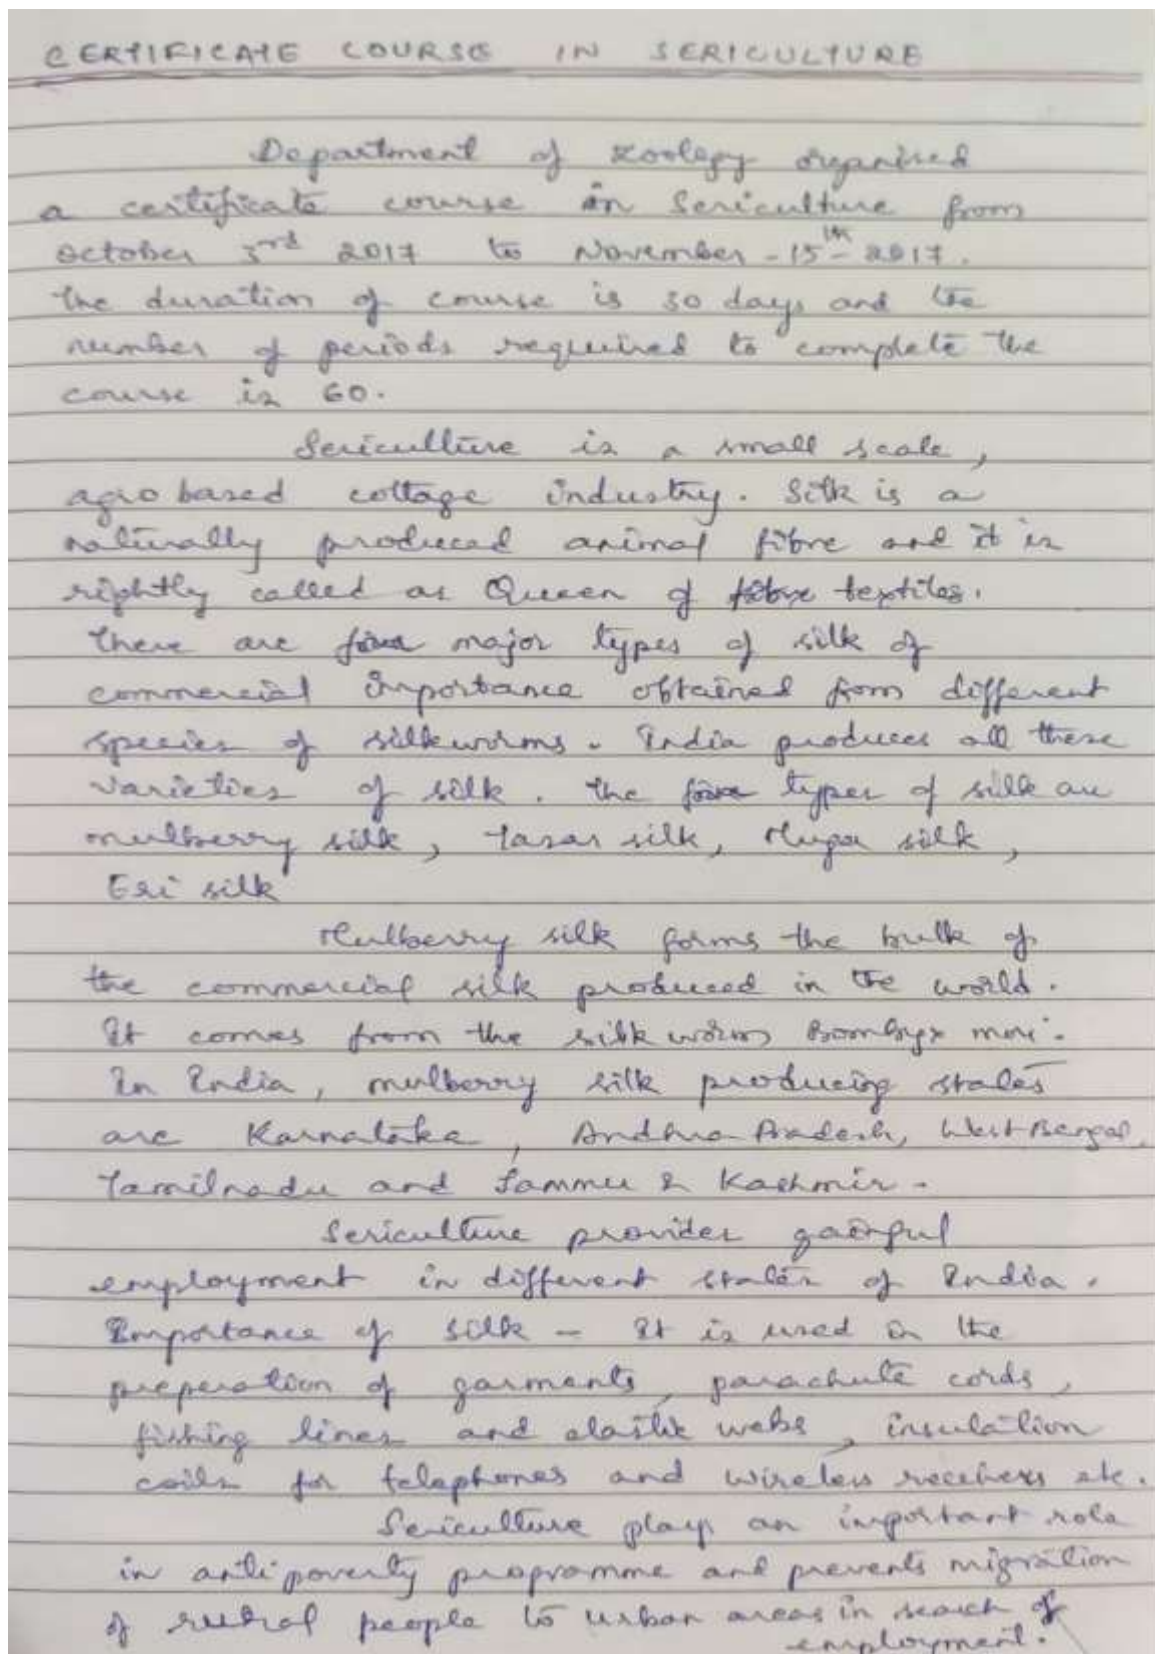 CERTIFICATE COURSE IN SERICULTURE
Department of Zoology organised
a certificate course in Sericulture from
October 3rd 2017 to November - 15th - 2017.
The duration of course is 30 days and the
number of periods required to complete the
course is 60.
Sericulture is a small scale,
agro based cottage industry. Silk is a
naturally produced animal fibre and it is
rightly called as Queen of textiles.
There are four major types of silk of
commercial importance obtained from different
species of silkworms. India produces all these
varieties of silk. The four types of silk are
mulberry silk, Tasar silk, Muga silk,
Eri silk
Mulberry silk forms the bulk of
the commercial silk produced in the world.
It comes from the silk worm Bombyx mori.
In India, mulberry silk producing states
are Karnataka, Andhra Pradesh, West Bengal,
Tamilnadu and Jammu & Kashmir.
Sericulture provides gainful
employment in different states of India.
Importance of silk - It is used in the
preperation of garments, parachute cords,
fishing lines and elastic webs, insulation
coils for telephones and wireless receivers etc.
Sericulture plays an important role
in anti poverty programme and prevents migration
of rural people to urban areas in search of
employment.